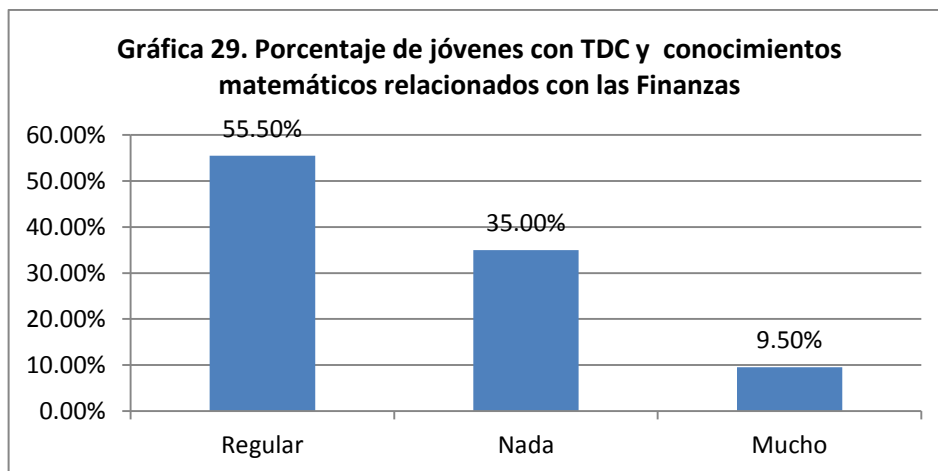 Gráfica 29. Porcentaje de jóvenes con TDC y conocimientos
matemáticos relacionados con las Finanzas
60.00%
50.00%
40.00%
30.00%
20.00%
10.00%
0.00%
55.50%
35.00%
9.50%
Regular
Nada
Mucho